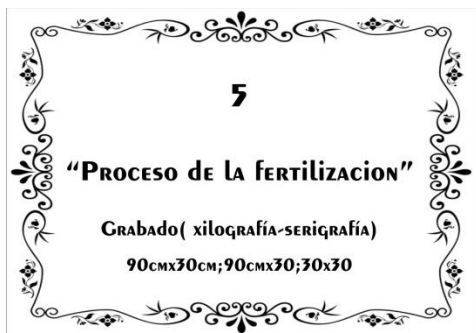 5
“Proceso de la fertilizacion”
Grabado( xilografía-serigrafía)
90cmx30cm;90cmx30;30x30